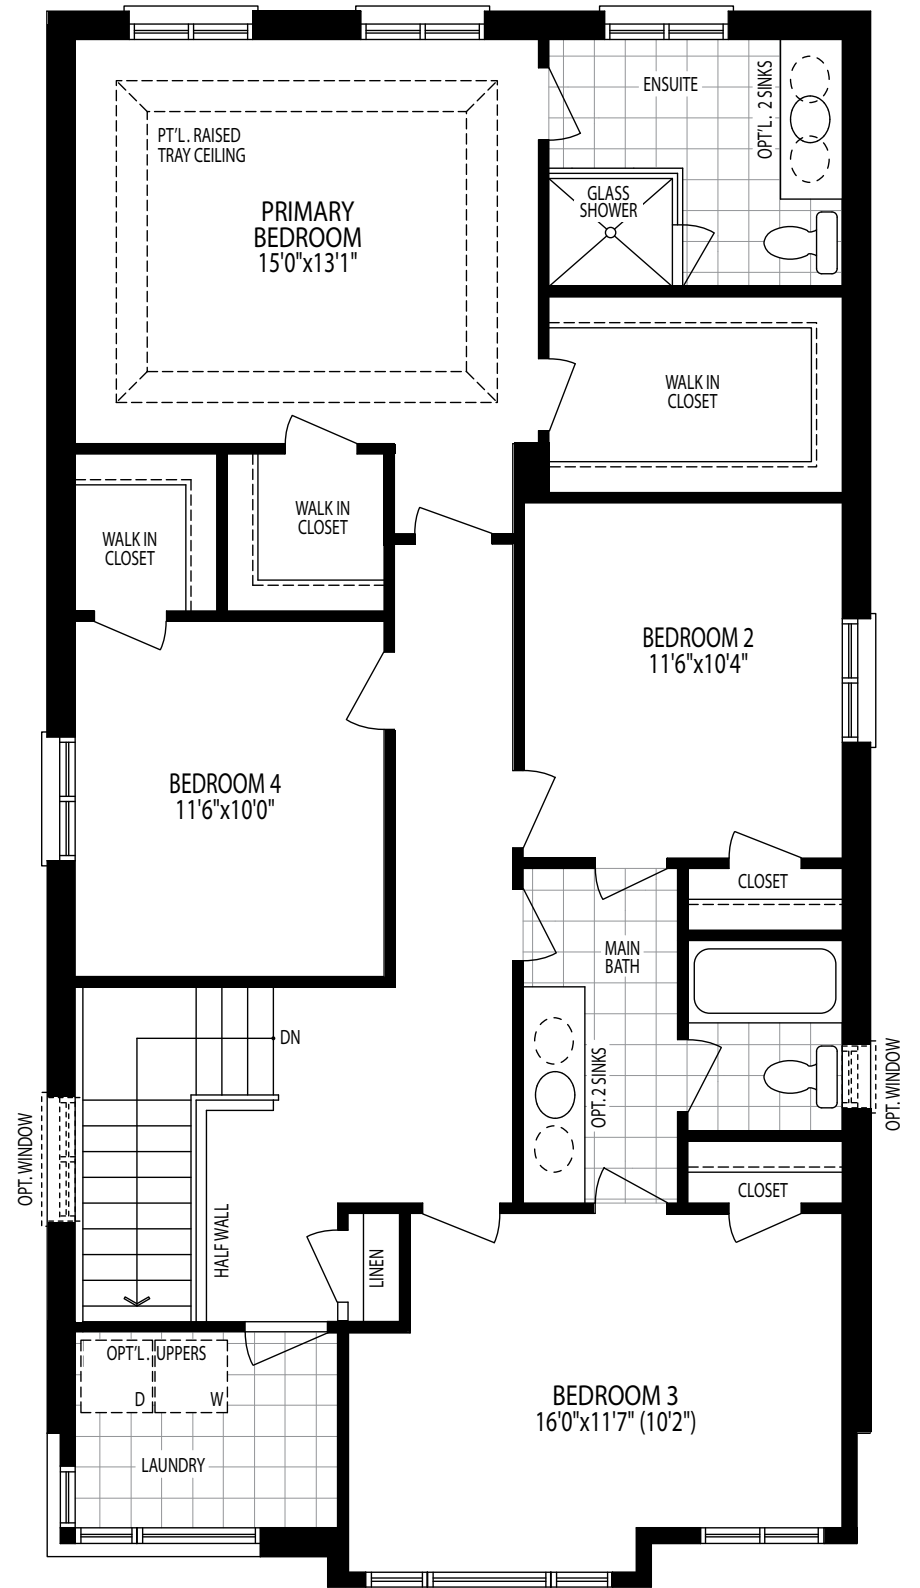 ENSUITE
OPT'L. 2 SINKS
PT'L. RAISED
TRAY CEILING
GLASS
SHOWER
PRIMARY
BEDROOM
15'0"x13'1"
WALK IN
CLOSET
WALK IN
CLOSET
WALK IN
CLOSET
BEDROOM 2
11'6"x10'4"
BEDROOM 4
11'6"x10'0"
CLOSET
MAIN
BATH
DN
OPT. 2 SINKS
OPT. WINDOW
OPT. WINDOW
CLOSET
HALF WALL
LINEN
OPT'L. UPPERS
D
W
BEDROOM 3
16'0"x11'7" (10'2")
LAUNDRY